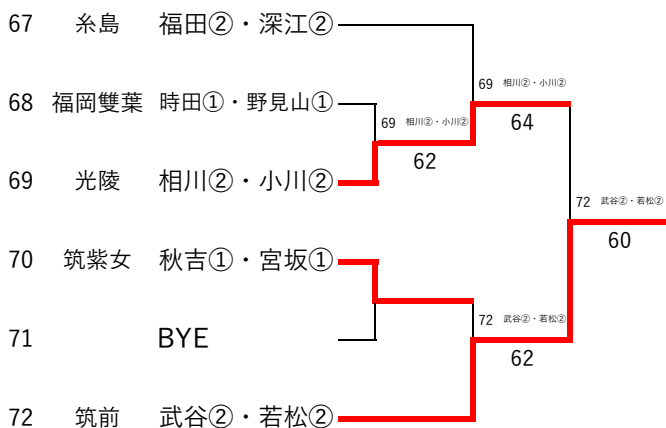 67 糸島 福田②・深江②
69 相川②・小川②
64
68 福岡雙葉 時田①・野見山①
69 相川②・小川②
62
69 光陵 相川②・小川②
72 武谷②・若松②
60
70 筑紫女 秋吉①・宮坂①
72 武谷②・若松②
62
71 BYE
72 筑前 武谷②・若松②